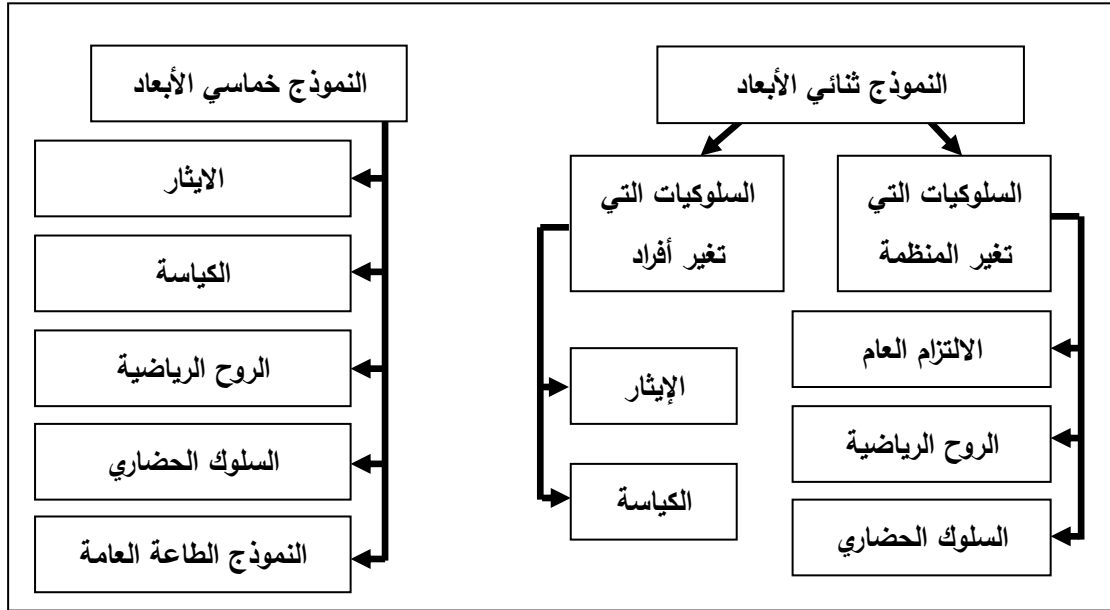 النموذج ثنائي الأبعاد
السلوكيات التي
تغير المنظمة
الالتزام العام
الروح الرياضية
السلوك الحضاري
السلوكيات التي
تغير أفراد
الإيثار
الكياسة
النموذج خماسي الأبعاد
الايثار
الكياسة
الروح الرياضية
السلوك الحضاري
النموذج الطاعة العامة